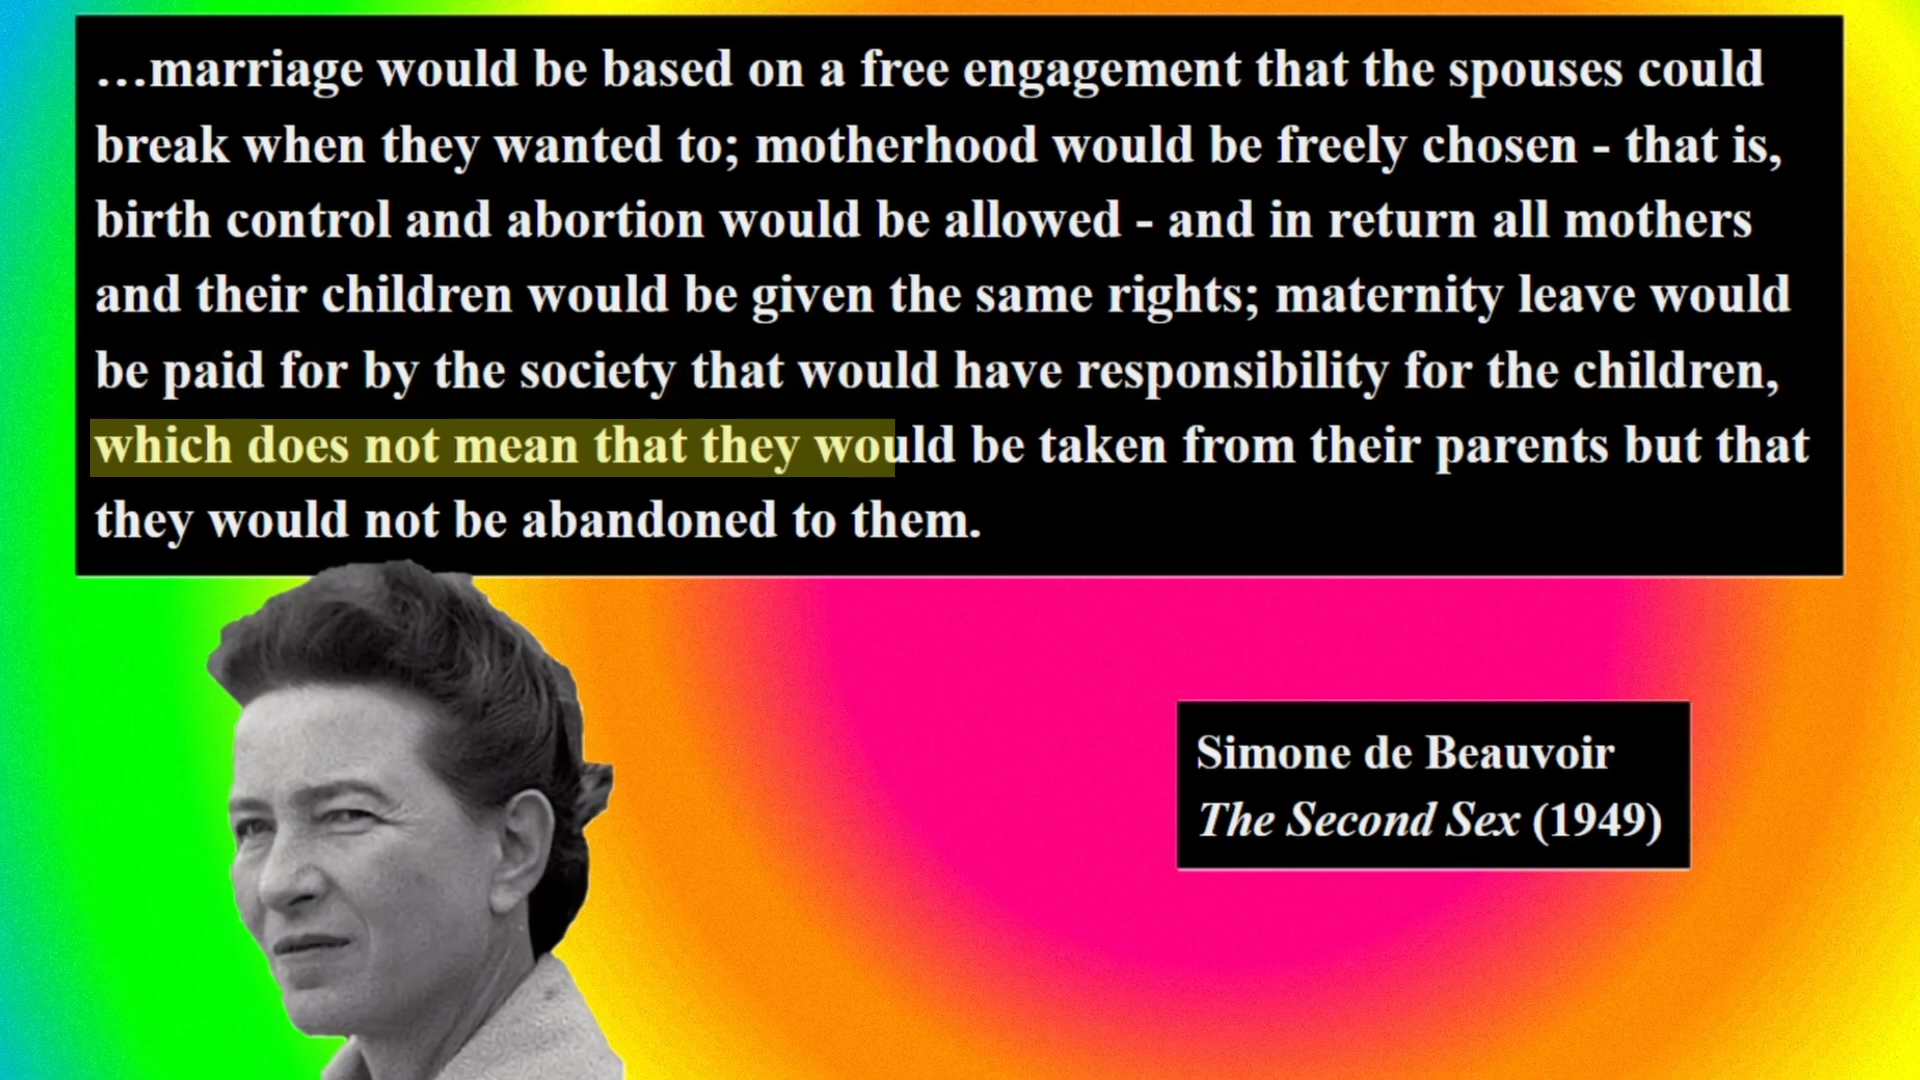 …marriage would be based on a free engagement that the spouses could
break when they wanted to; motherhood would be freely chosen - that is,
birth control and abortion would be allowed - and in return all mothers
and their children would be given the same rights; maternity leave would
be paid for by the society that would have responsibility for the children,
which does not mean that they would be taken from their parents but that
they would not be abandoned to them.
Simone de Beauvoir
The Second Sex (1949)